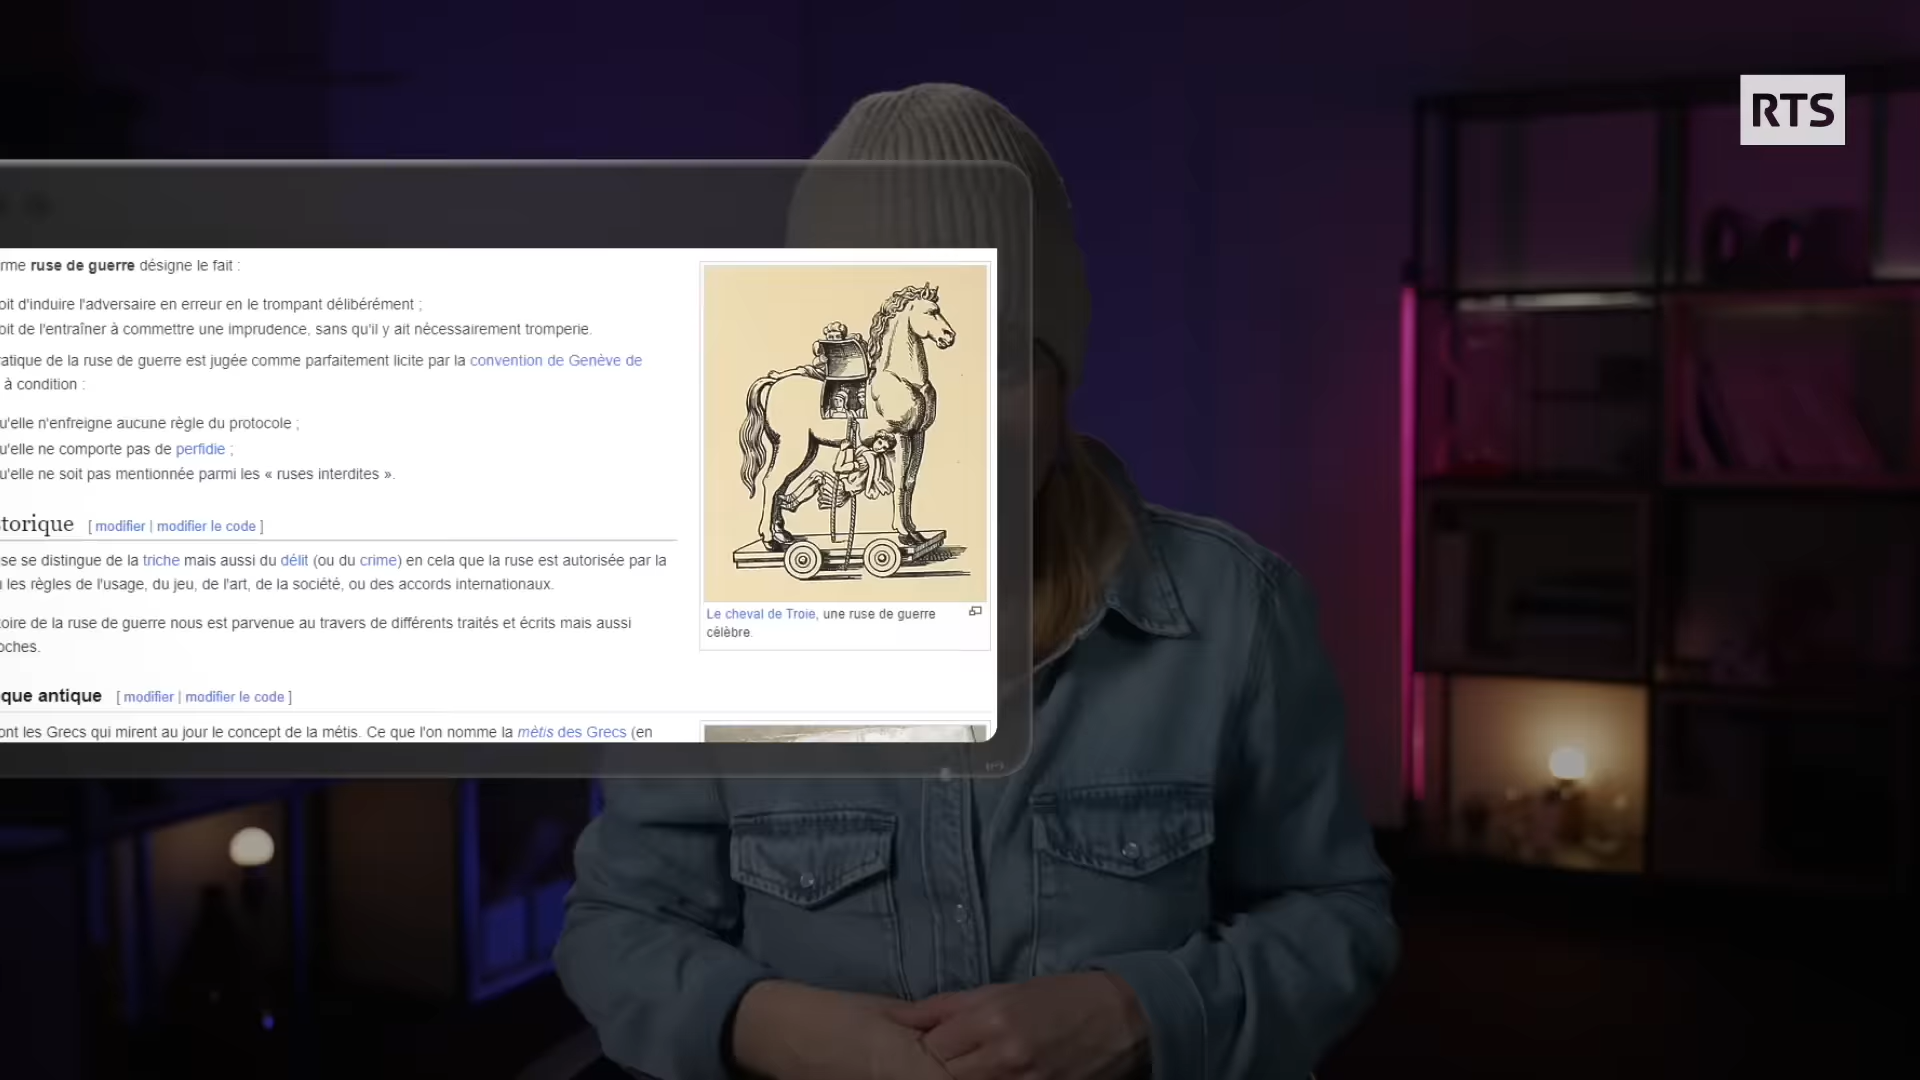 RTS
rme ruse de guerre désigne le fait :
oit d'induire l'adversaire en erreur en le trompant délibérément ;
oit de l'entraîner à commettre une imprudence, sans qu'il y ait nécessairement tromperie.
ratique de la ruse de guerre est jugée comme parfaitement licite par la convention de Genève de
à condition :
u'elle n'enfreigne aucune règle du protocole ;
u'elle ne comporte pas de perfidie ;
u'elle ne soit pas mentionnée parmi les « ruses interdites ».
torique [ modifier | modifier le code ]
se se distingue de la triche mais aussi du délit (ou du crime) en cela que la ruse est autorisée par la
les règles de l'usage, du jeu, de l'art, de la société, ou des accords internationaux.
toire de la ruse de guerre nous est parvenue au travers de différents traités et écrits mais aussi
oches.
Le cheval de Troie, une ruse de guerre
célèbre.
que antique [ modifier | modifier le code ]
ont les Grecs qui mirent au jour le concept de la métis. Ce que l'on nomme la mètis des Grecs (en